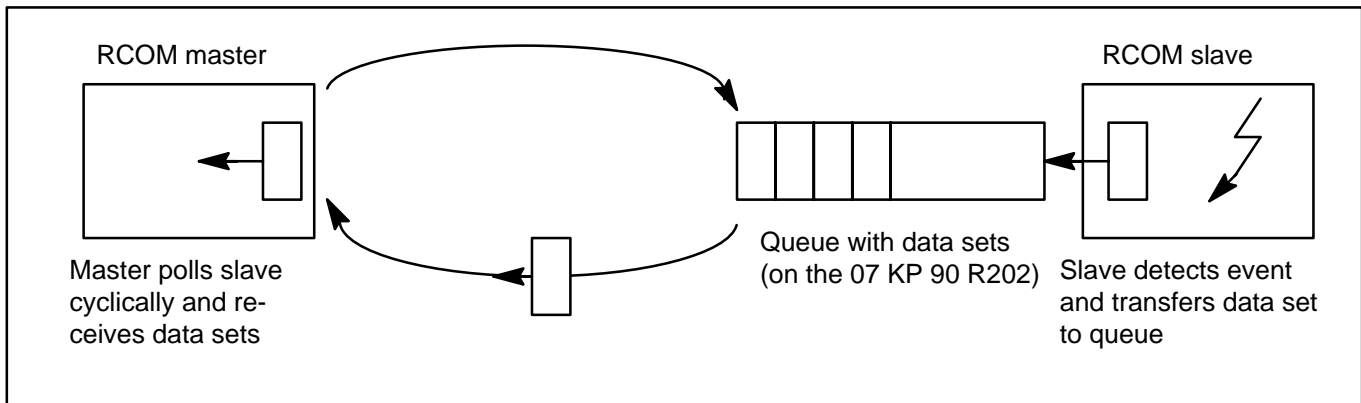 RCOM master
RCOM slave
Master polls slave
cyclically and re-
ceives data sets
Queue with data sets
(on the 07 KP 90 R202)
Slave detects event
and transfers data set
to queue